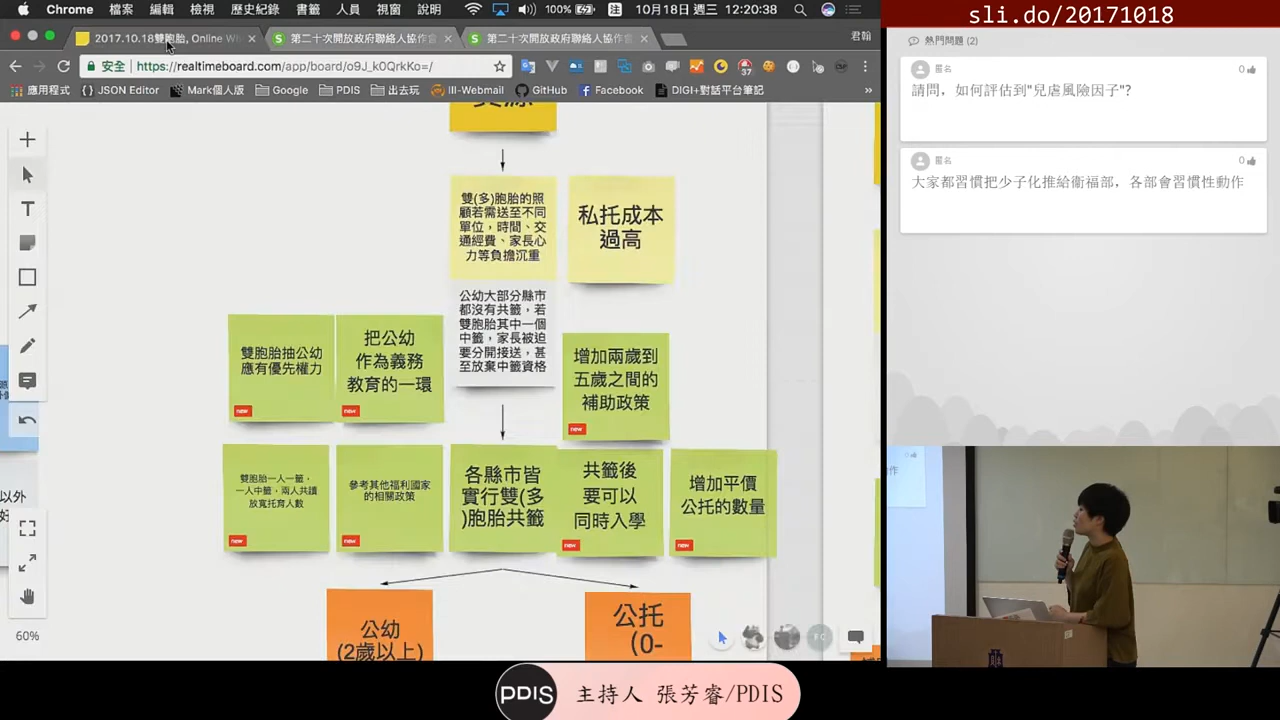 Chrome 檔案 編輯 檢視 歷史紀錄 書籤 人員 視窗 說明 100% 注 10月18日 週三 12:20:38
2017.10.18雙胞胎, Online W
第二十次開放政府聯絡人協作會
第二十次開放政府聯絡人協作會
君翰
安全 https://realtimeboard.com/app/board/o9J_k0QrkKo=/
37
應用程式 JSON Editor Mark個人版 Google PDIS 出去玩 III-Webmail GitHub Facebook DIGI+對話平台筆記 »
雙(多)胞胎的照
顧若需送至不同
單位，時間、交
通經費、家長心
力等負擔沉重
私托成本
過高
公幼大部分縣市
都沒有共籤，若
雙胞胎其中一個
中籤，家長被迫
要分開接送，甚
至放棄中籤資格
雙胞胎抽公幼
應有優先權力
new
把公幼
作為義務
教育的一環
new
增加兩歲到
五歲之間的
補助政策
new
雙胞胎一人一籤，
一人中籤，兩人共讀
放寬托育人數
new
參考其他福利國家
的相關政策
new
各縣市皆
實行雙(多
)胞胎共籤
共籤後
要可以
同時入學
new
增加平價
公托的數量
new
以外
好
公幼
(2歲以上)
公托
(0-
60%
sli.do/20171018
熱門問題 (2)
匿名 0
請問，如何評估到"兒虐風險因子"?
匿名 0
大家都習慣把少子化推給衛福部，各部會習慣性動作
PDIS 主持人 張芳睿/PDIS